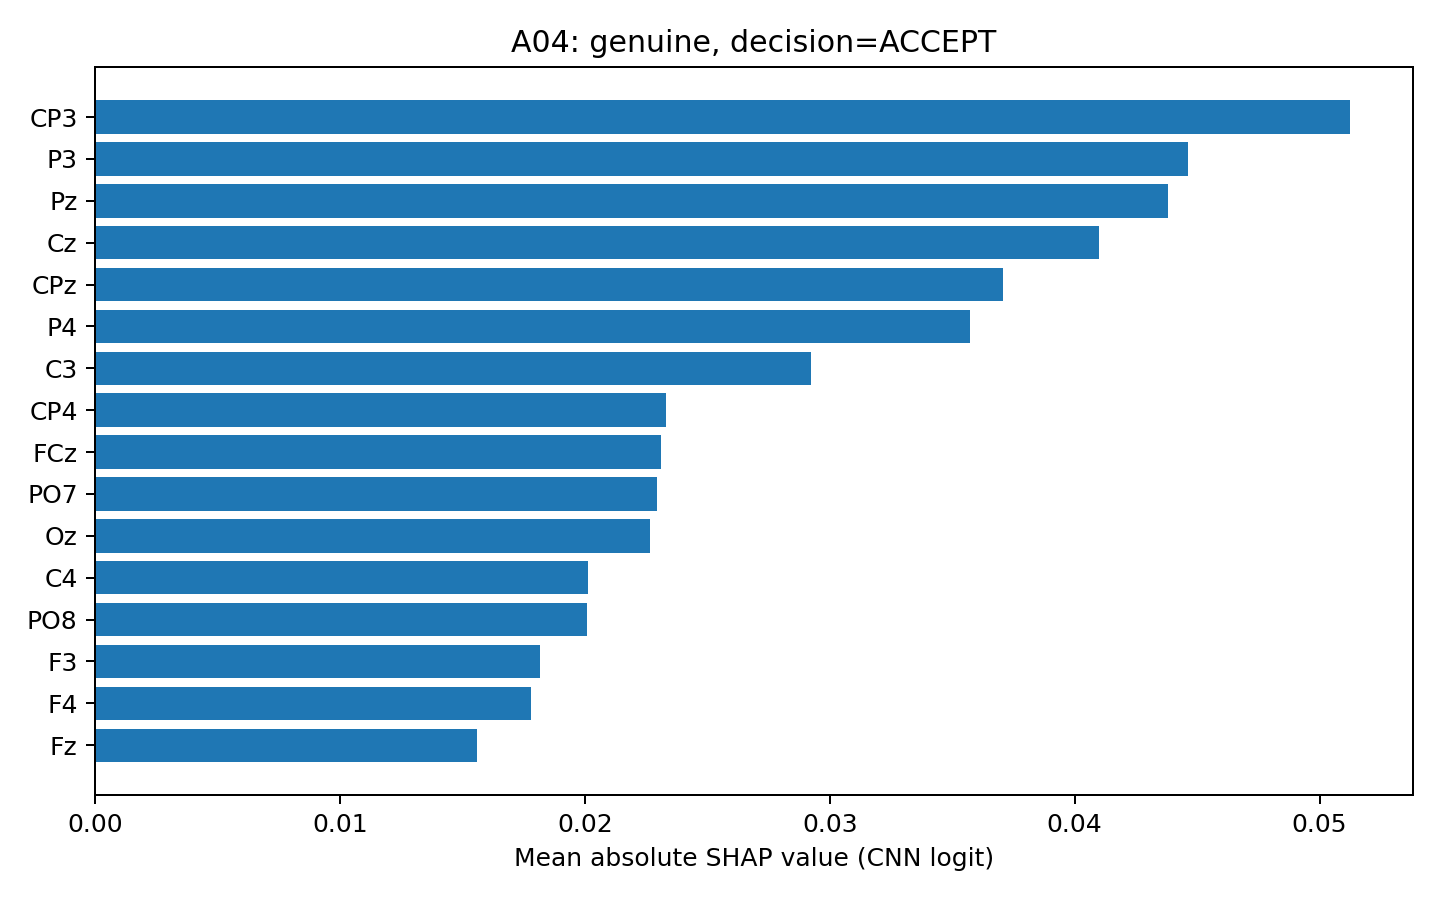 A04: genuine, decision=ACCEPT
CP3
P3
Pz
Cz
CPz
P4
C3
CP4
FCz
PO7
Oz
C4
PO8
F3
F4
Fz
0.00 0.01 0.02 0.03 0.04 0.05
Mean absolute SHAP value (CNN logit)